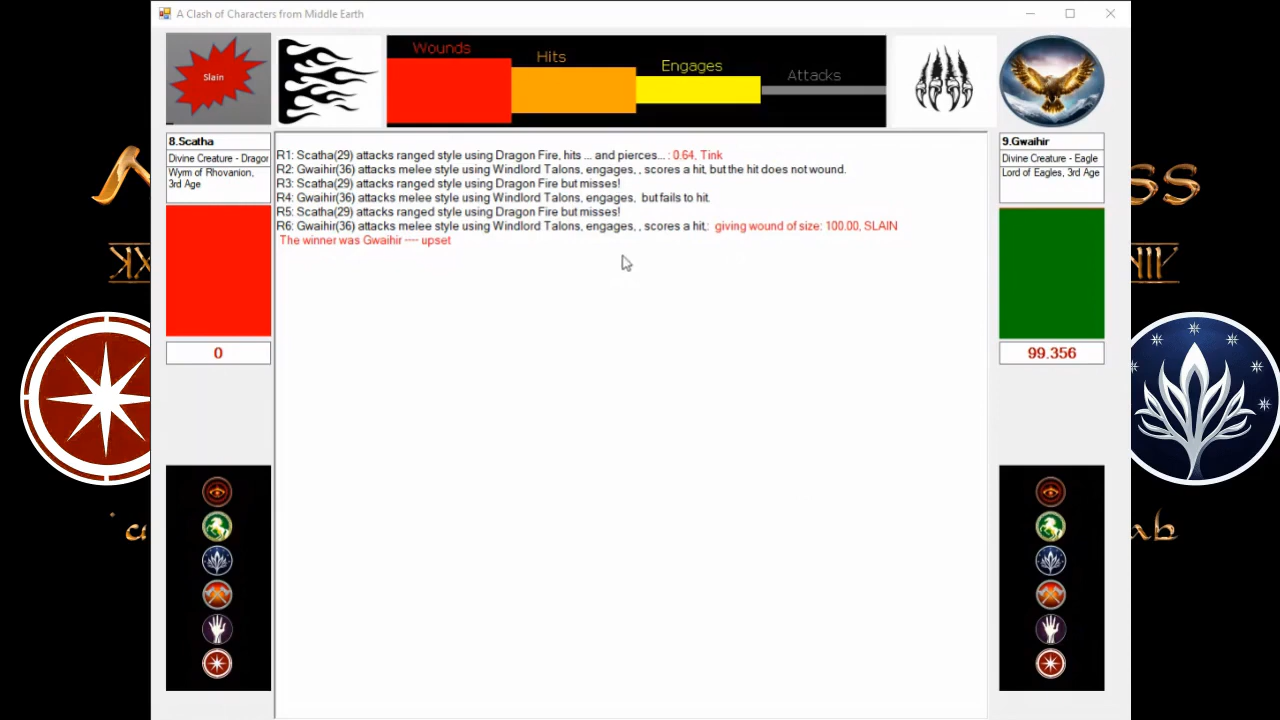 A Clash of Characters from Middle Earth
Slain
Wounds
Hits
Engages
Attacks
8.Scatha
Divine Creature - Dragor
Wyrm of Rhovanion,
3rd Age
R1: Scatha(29) attacks ranged style using Dragon Fire, hits ... and pierces... : 0.64, Tink
R2: Gwaihir(36) attacks melee style using Windlord Talons, engages, , scores a hit, but the hit does not wound.
R3: Scatha(29) attacks ranged style using Dragon Fire but misses!
R4: Gwaihir(36) attacks melee style using Windlord Talons, engages, but fails to hit.
R5: Scatha(29) attacks ranged style using Dragon Fire but misses!
R6: Gwaihir(36) attacks melee style using Windlord Talons, engages, , scores a hit,: giving wound of size: 100.00, SLAIN
The winner was Gwaihir ---- upset
9.Gwaihir
Divine Creature - Eagle
Lord of Eagles, 3rd Age
0
99.356